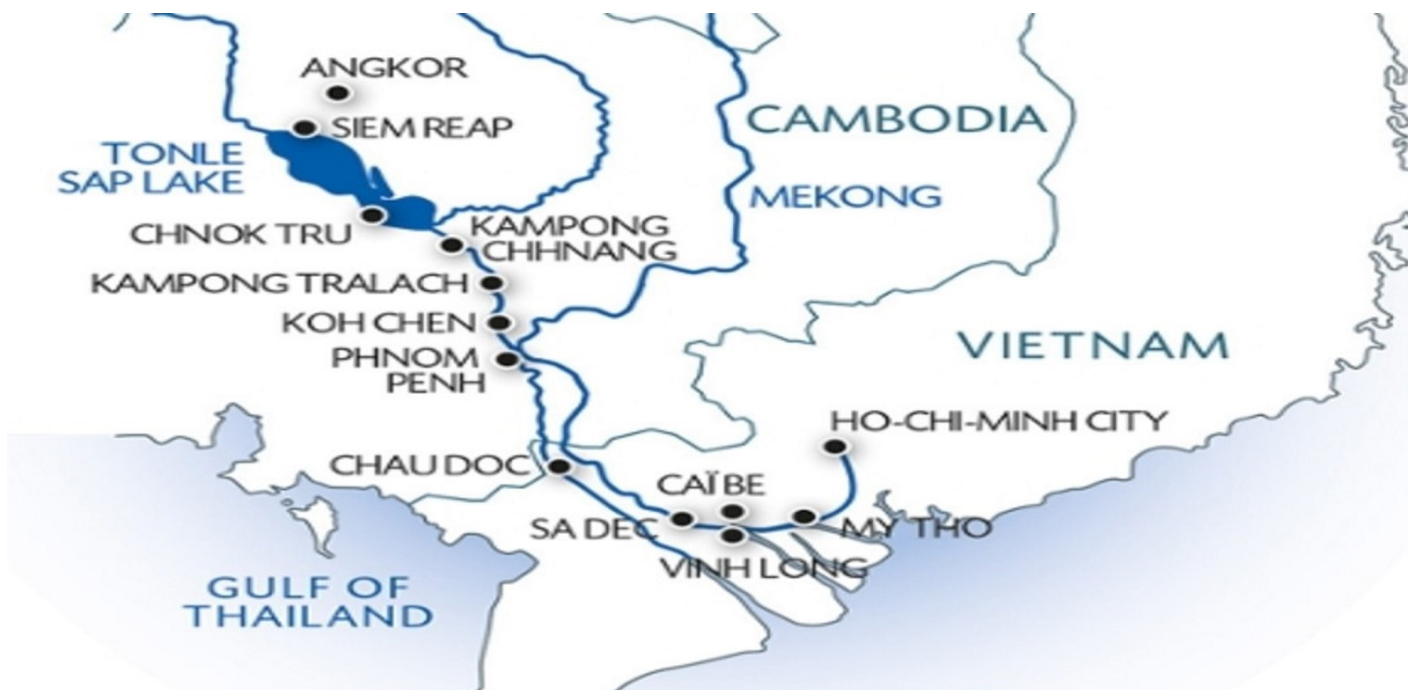 ANGKOR
SIEM REAP
TONLE
SAP LAKE
CAMBODIA
MEKONG
CHNOK TRU
KAMPONG
CHHNANG
KAMPONG TRALACH
KOH CHEN
PHNOM
PENH
VIETNAM
HO-CHI-MINH CITY
CHAU DOC
CAÏ BE
SA DEC
MY THO
VINH LONG
GULF OF
THAILAND